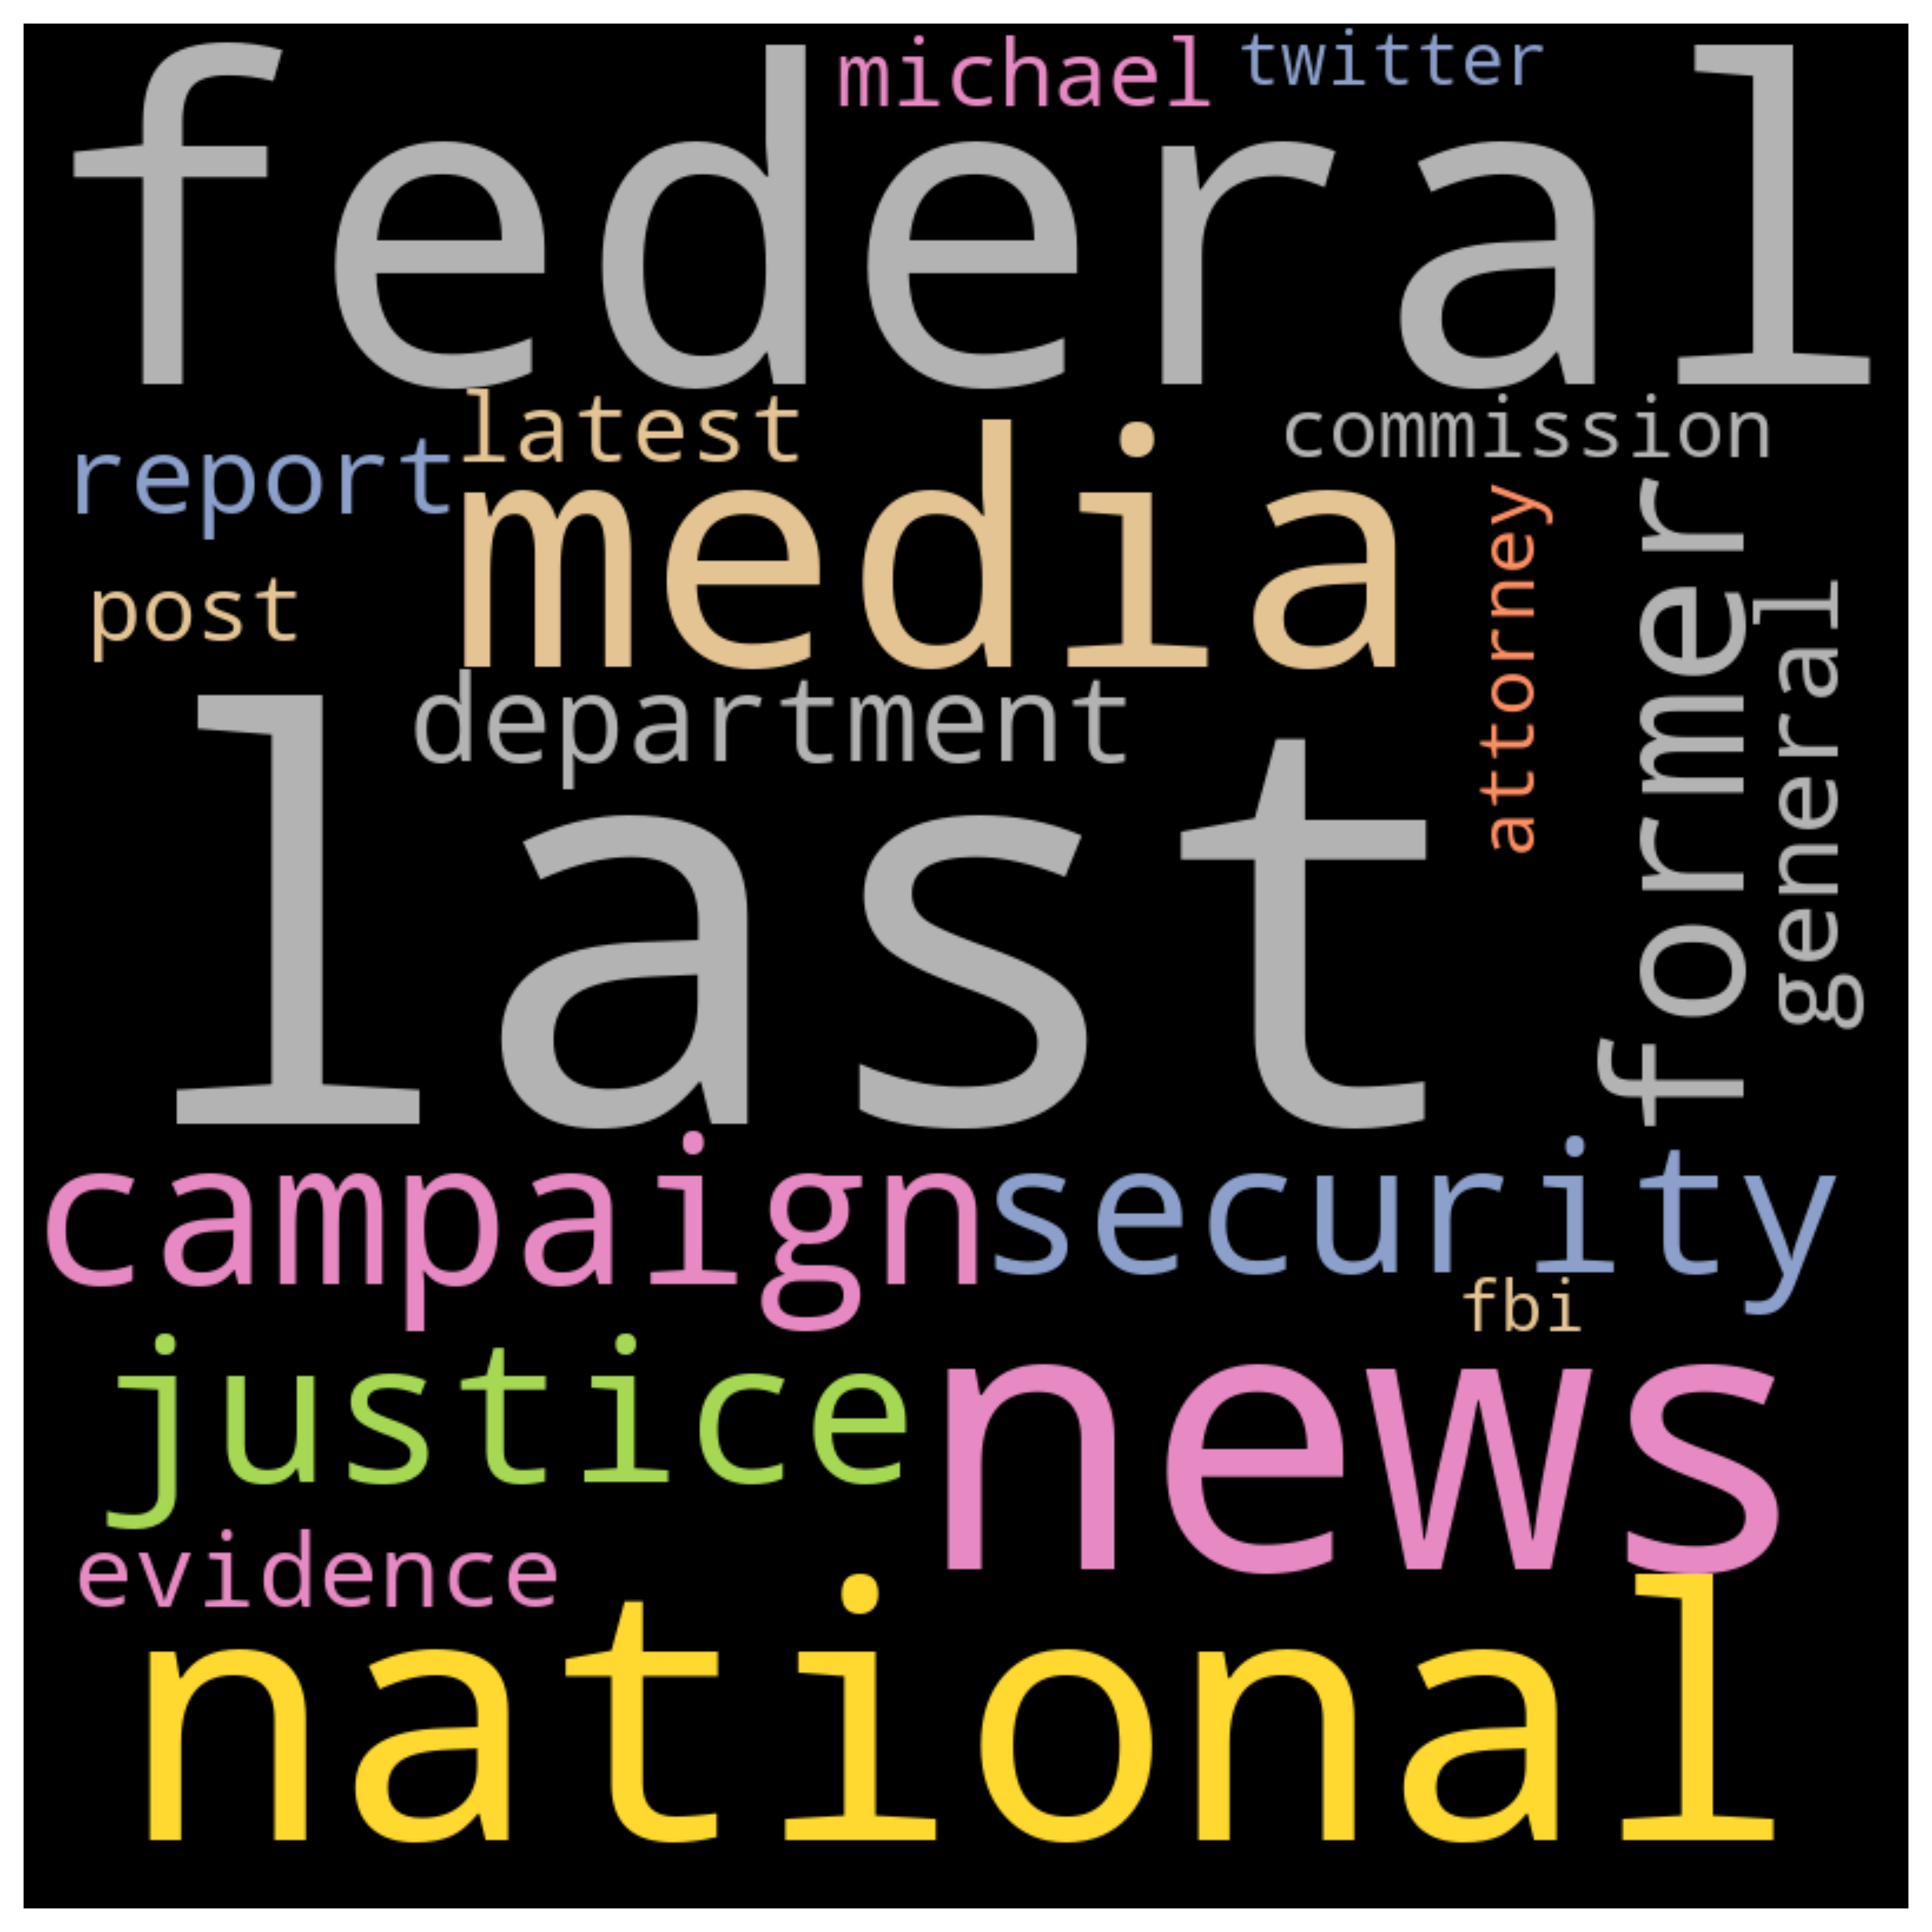 michael
twitter
federal
latest
commission
report
media
attorney
former
general
post
department
last
campaign
security
fbi
justice
news
evidence
national